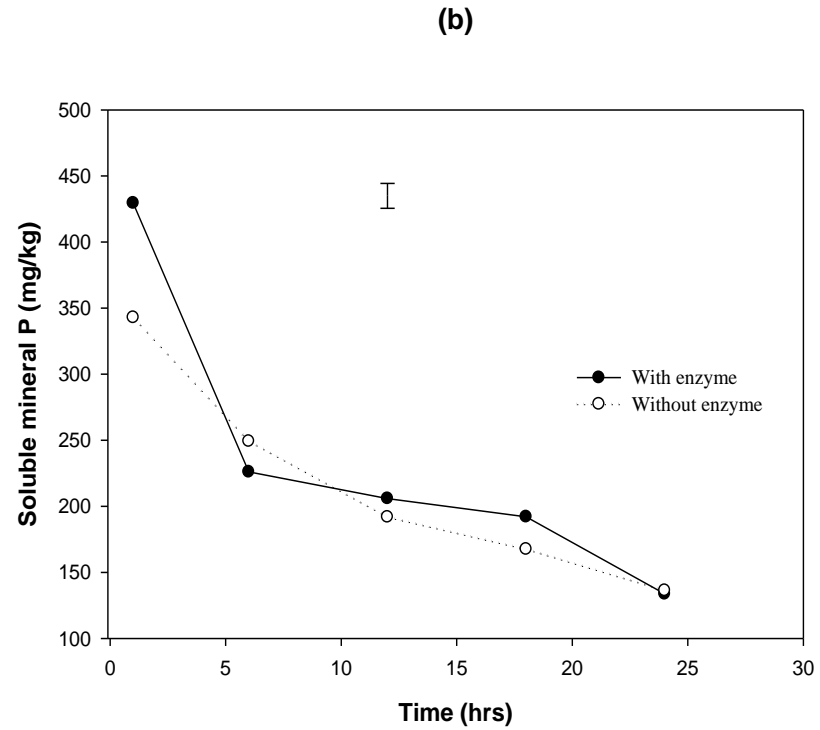 (b)
500
450
400
350
300
250
200
150
100
Soluble mineral P (mg/kg)
With enzyme
Without enzyme
0 5 10 15 20 25 30
Time (hrs)